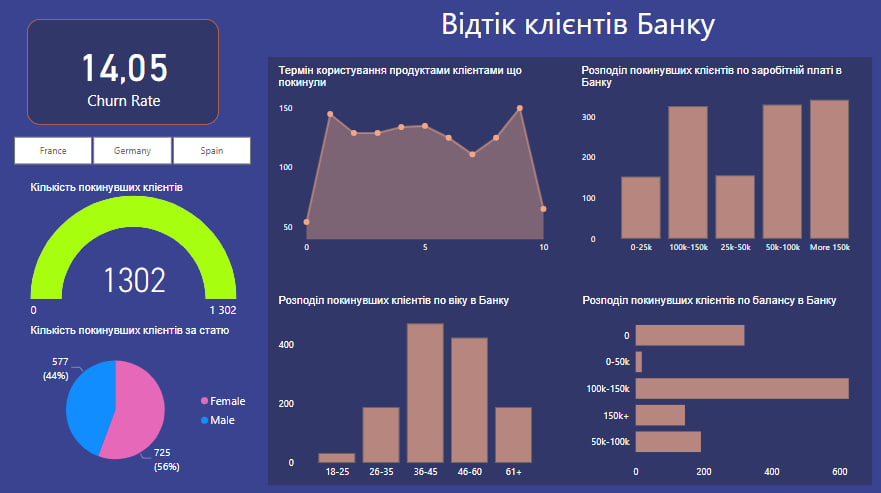 Відтік клієнтів Банку
14,05
Churn Rate
France
Germany
Spain
Кількість покинувших клієнтів
1302
0
1 302
Кількість покинувших клієнтів за статю
577
(44%)
725
(56%)
Female
Male
Термін користування продуктами клієнтами що
покинули
150
100
50
0
5
10
Розподіл покинувших клієнтів по заробітній платі в
Банку
300
200
100
0
0-25k
100k-150k
25k-50k
50k-100k
More 150k
Розподіл покинувших клієнтів по віку в Банку
400
200
0
18-25
26-35
36-45
46-60
61+
Розподіл покинувших клієнтів по балансу в Банку
0
0-50k
100k-150k
150k+
50k-100k
0
200
400
600